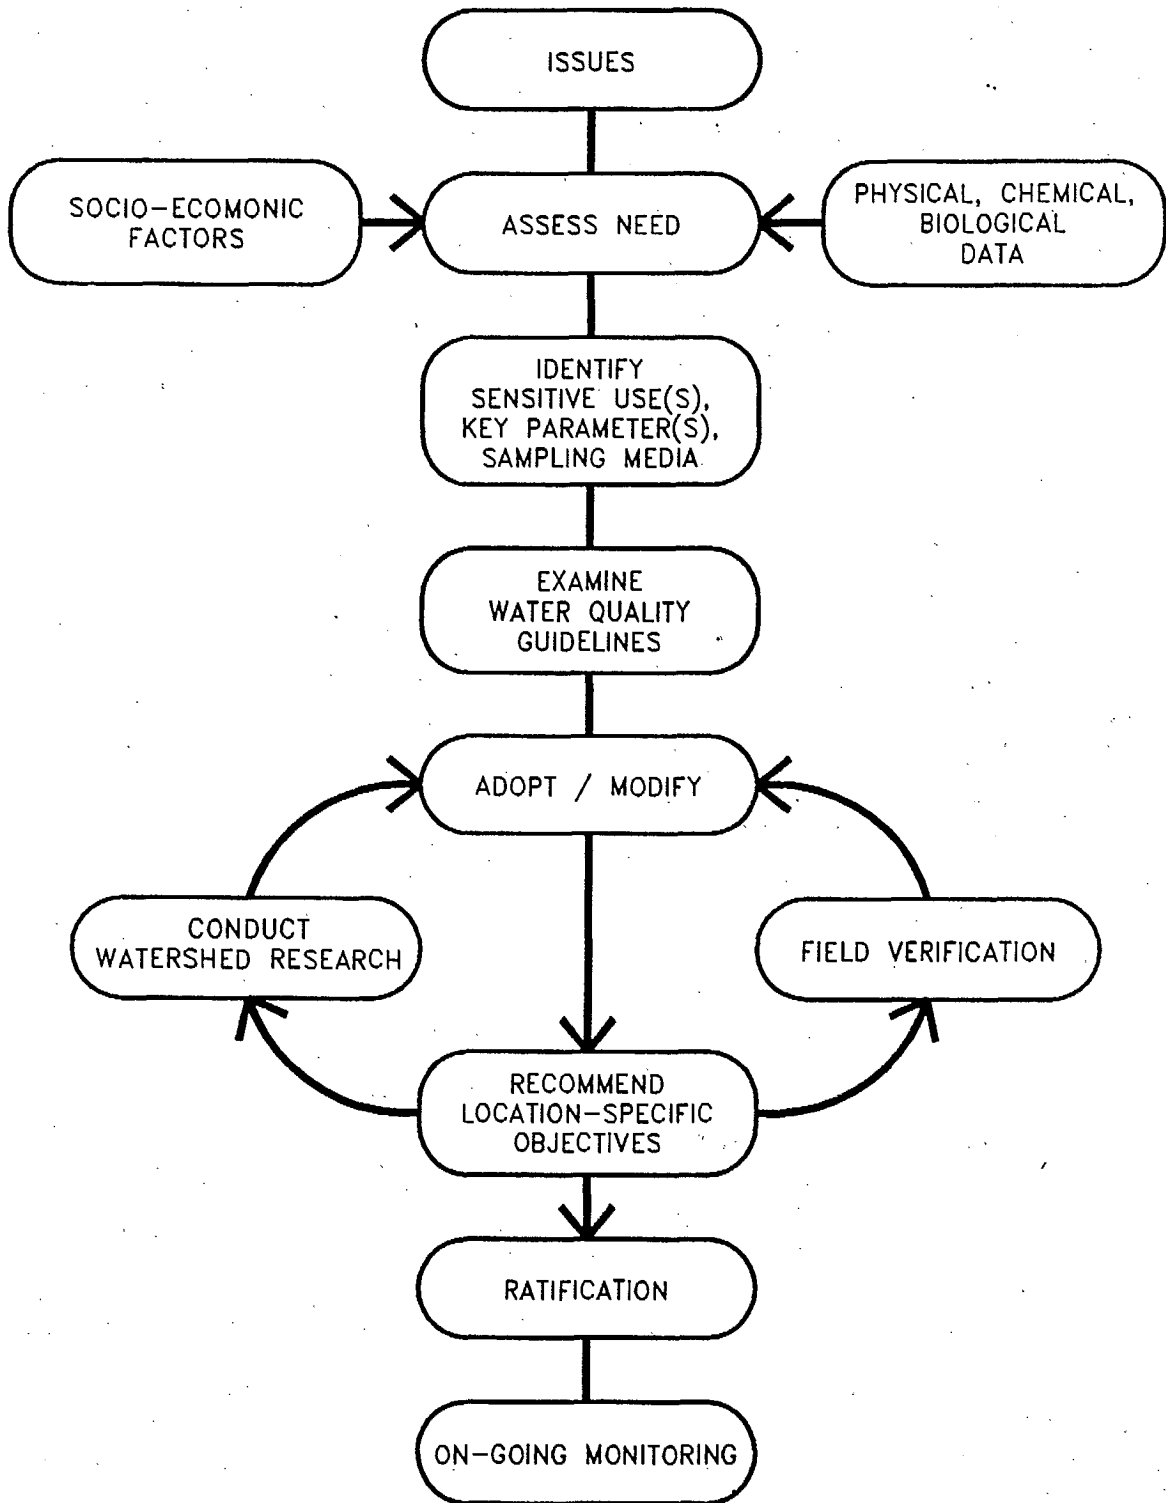 ISSUES
SOCIO-ECOMONIC
FACTORS
ASSESS NEED
PHYSICAL, CHEMICAL,
BIOLOGICAL
DATA
IDENTIFY
SENSITIVE USE(S),
KEY PARAMETER(S),
SAMPLING MEDIA
EXAMINE
WATER QUALITY
GUIDELINES
ADOPT / MODIFY
CONDUCT
WATERSHED RESEARCH
FIELD VERIFICATION
RECOMMEND
LOCATION-SPECIFIC
OBJECTIVES
RATIFICATION
ON-GOING MONITORING